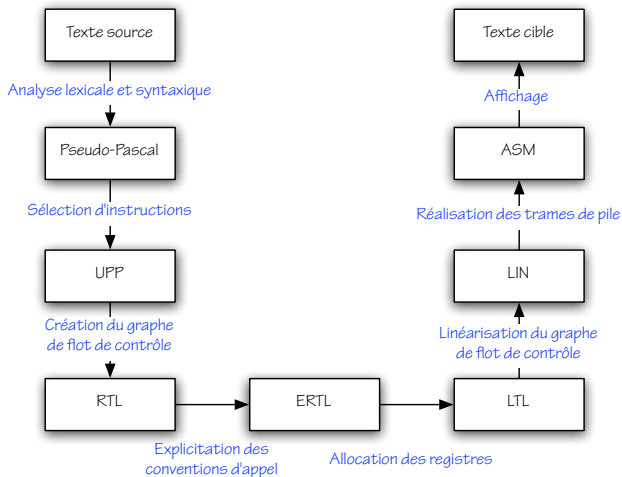 Texte source
Analyse lexicale et syntaxique
Pseudo-Pascal
Sélection d'instructions
UPP
Création du graphe
de flot de contrôle
RTL
Explicitation des
conventions d'appel
ERTL
Allocation des registres
LTL
Linéarisation du graphe
de flot de contrôle
LIN
Réalisation des trames de pile
ASM
Affichage
Texte cible